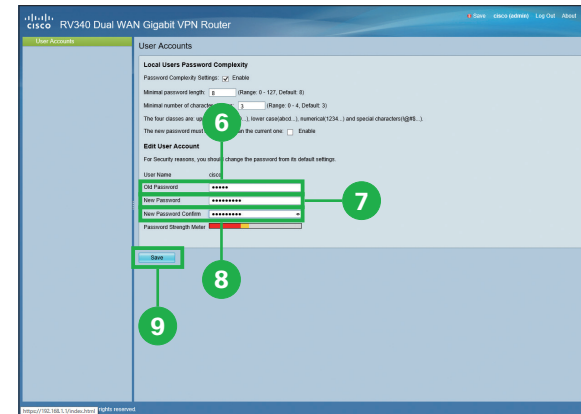 cisco RV340 Dual WAN Gigabit VPN Router
Save cisco (admin) Log Out About
User Accounts
User Accounts
Local Users Password Complexity
Password Complexity Settings: Enable
Minimal password length: 8 (Range: 0 - 127, Default: 8)
Minimal number of character 3 (Range: 0 - 4, Default: 3)
The four classes are: ...), lower case(abcd...), numerical(1234...) and special characters(!@#$...).
The new password must than the current one: Enable
6
Edit User Account
For Security reasons, you should change the password from its default settings.
User Name cisco
Old Password •••••
New Password •••••••••
7
New Password Confirm •••••••••
Password Strength Meter
Save
8
9
https://192.168.1.1/index.html rights reserved.